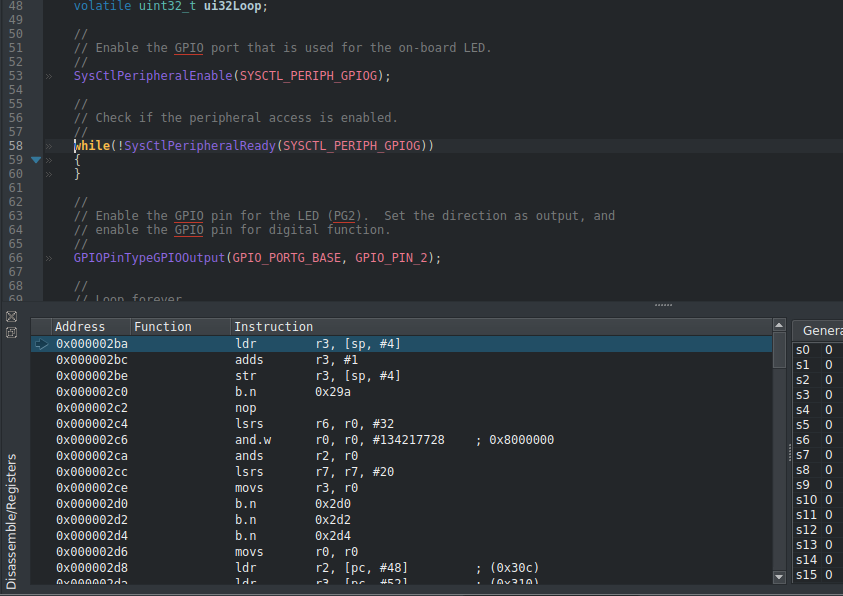 48 volatile uint32_t ui32Loop;
49
50 //
51 // Enable the GPIO port that is used for the on-board LED.
52 //
53 » SysCtlPeripheralEnable(SYSCTL_PERIPH_GPIOG);
54
55 //
56 // Check if the peripheral access is enabled.
57 //
58 » while(!SysCtlPeripheralReady(SYSCTL_PERIPH_GPIOG))
59 » {
60 » }
61
62 //
63 // Enable the GPIO pin for the LED (PG2).  Set the direction as output, and
64 // enable the GPIO pin for digital function.
65 //
66 » GPIOPinTypeGPIOOutput(GPIO_PORTG_BASE, GPIO_PIN_2);
67
68 //
69 // Loop forever
Disassemble/Registers
Address Function Instruction
0x000002ba ldr r3, [sp, #4]
0x000002bc adds r3, #1
0x000002be str r3, [sp, #4]
0x000002c0 b.n 0x29a
0x000002c2 nop
0x000002c4 lsrs r6, r0, #32
0x000002c6 and.w r0, r0, #134217728 ; 0x8000000
0x000002ca ands r2, r0
0x000002cc lsrs r7, r7, #20
0x000002ce movs r3, r0
0x000002d0 b.n 0x2d0
0x000002d2 b.n 0x2d2
0x000002d4 b.n 0x2d4
0x000002d6 movs r0, r0
0x000002d8 ldr r2, [pc, #48] ; (0x30c)
0x000002da ldr r3, [pc, #52] ; (0x310)
Genera
s0 0
s1 0
s2 0
s3 0
s4 0
s5 0
s6 0
s7 0
s8 0
s9 0
s10 0
s11 0
s12 0
s13 0
s14 0
s15 0